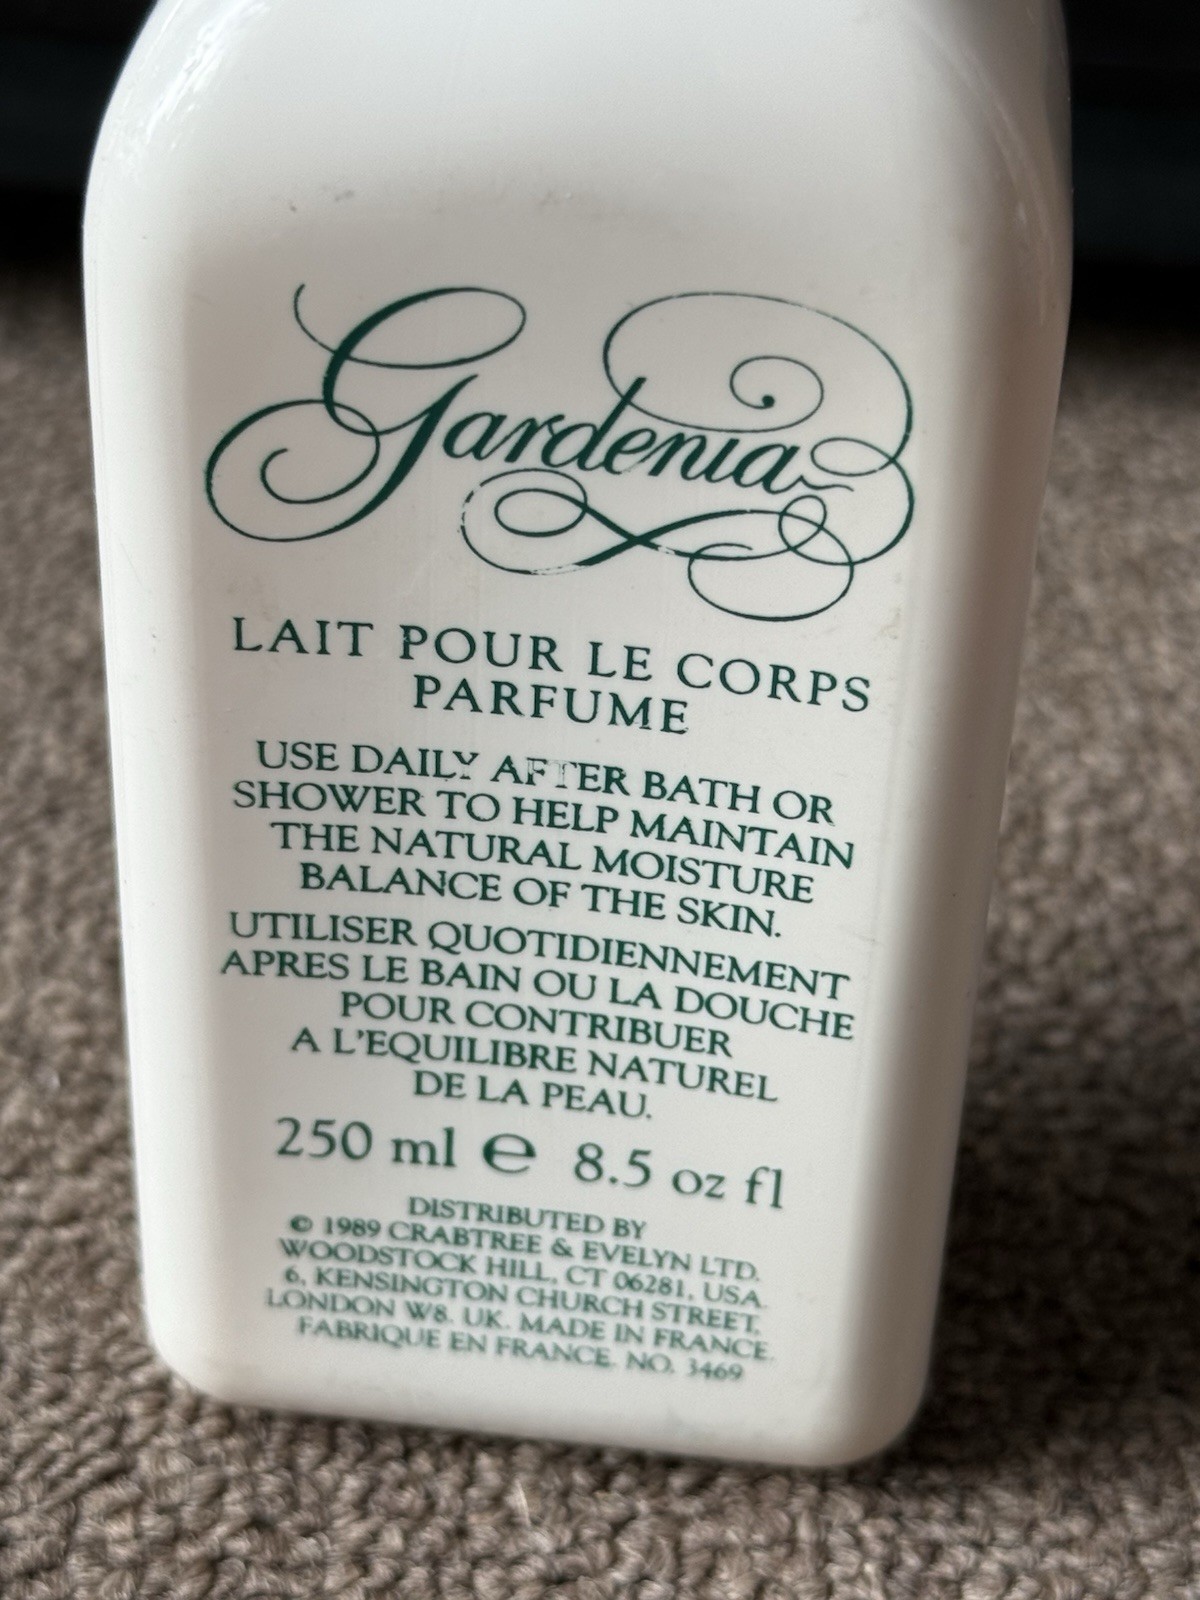 Gardenia
LAIT POUR LE CORPS
PARFUME
USE DAILY AFTER BATH OR
SHOWER TO HELP MAINTAIN
THE NATURAL MOISTURE
BALANCE OF THE SKIN.
UTILISER QUOTIDIENNEMENT
APRES LE BAIN OU LA DOUCHE
POUR CONTRIBUER
A L'EQUILIBRE NATUREL
DE LA PEAU.
250 ml ℮ 8.5 oz fl
DISTRIBUTED BY
© 1989 CRABTREE & EVELYN LTD.
WOODSTOCK HILL, CT 06281, USA.
6, KENSINGTON CHURCH STREET,
LONDON W8. UK. MADE IN FRANCE.
FABRIQUE EN FRANCE. NO. 3469